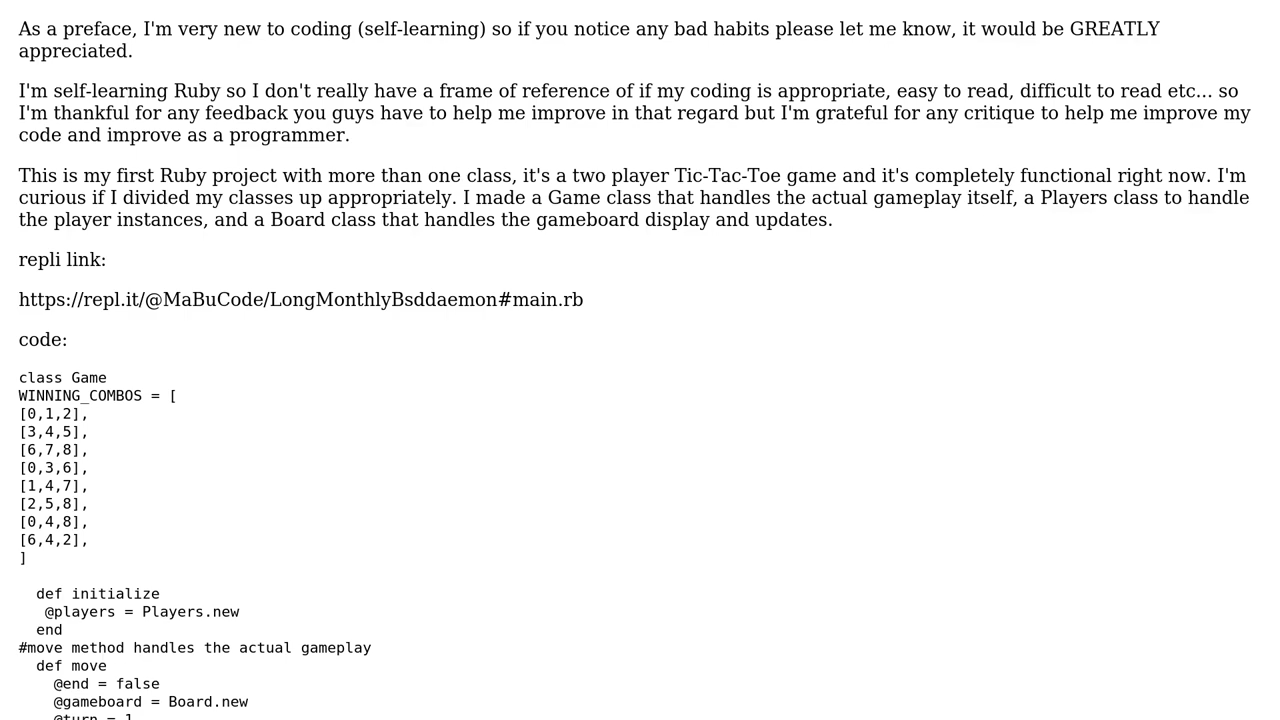 As a preface, I'm very new to coding (self-learning) so if you notice any bad habits please let me know, it would be GREATLY
appreciated.
I'm self-learning Ruby so I don't really have a frame of reference of if my coding is appropriate, easy to read, difficult to read etc... so
I'm thankful for any feedback you guys have to help me improve in that regard but I'm grateful for any critique to help me improve my
code and improve as a programmer.
This is my first Ruby project with more than one class, it's a two player Tic-Tac-Toe game and it's completely functional right now. I'm
curious if I divided my classes up appropriately. I made a Game class that handles the actual gameplay itself, a Players class to handle
the player instances, and a Board class that handles the gameboard display and updates.
repli link:
https://repl.it/@MaBuCode/LongMonthlyBsddaemon#main.rb
code:
class Game
WINNING_COMBOS = [
[0,1,2],
[3,4,5],
[6,7,8],
[0,3,6],
[1,4,7],
[2,5,8],
[0,4,8],
[6,4,2],
]
  def initialize
   @players = Players.new
  end
#move method handles the actual gameplay
  def move
    @end = false
    @gameboard = Board.new
    @turn = 1